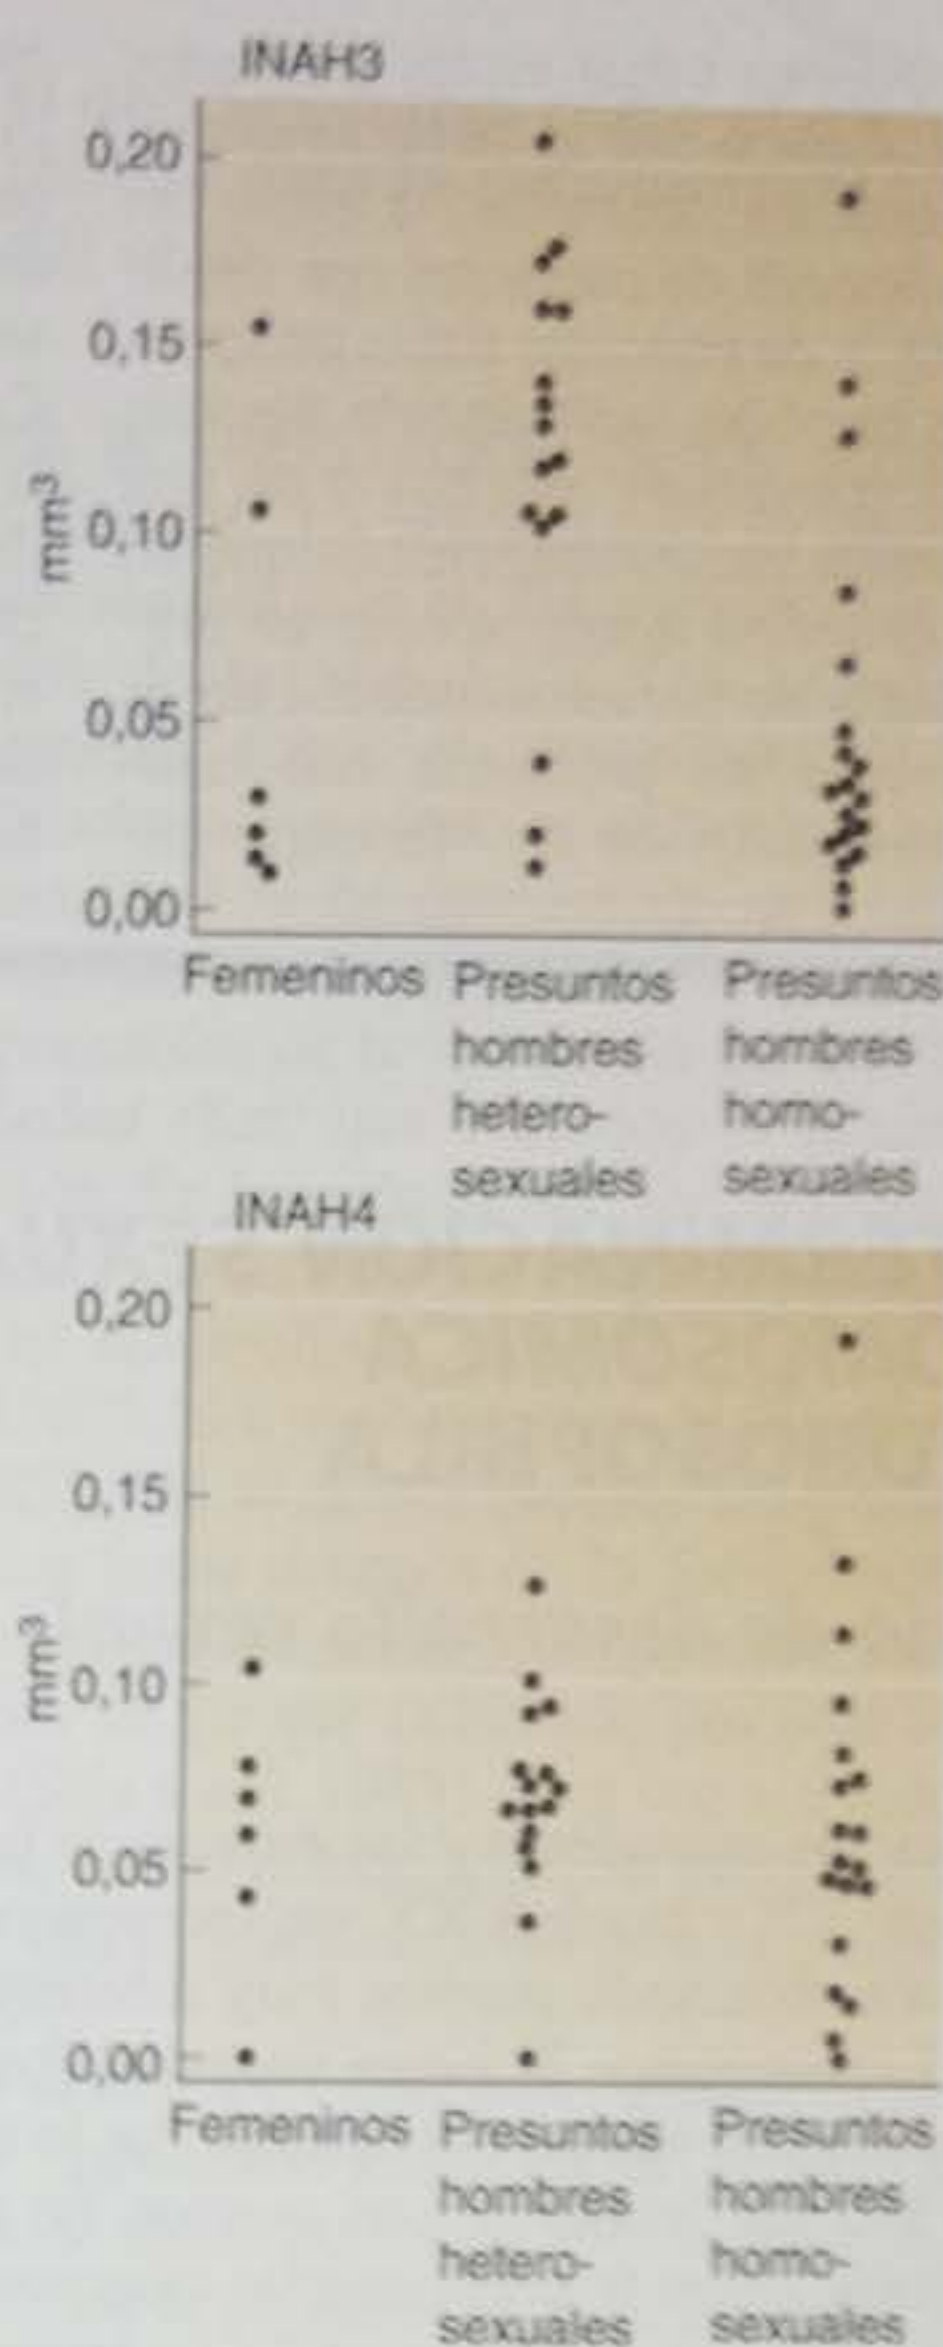 INAH3
0,20
0,15
mm³
0,10
0,05
0,00
Femeninos Presuntos hombres hetero-sexuales Presuntos hombres homo-sexuales
INAH4
0,20
0,15
mm³
0,10
0,05
0,00
Femeninos Presuntos hombres hetero-sexuales Presuntos hombres homo-sexuales